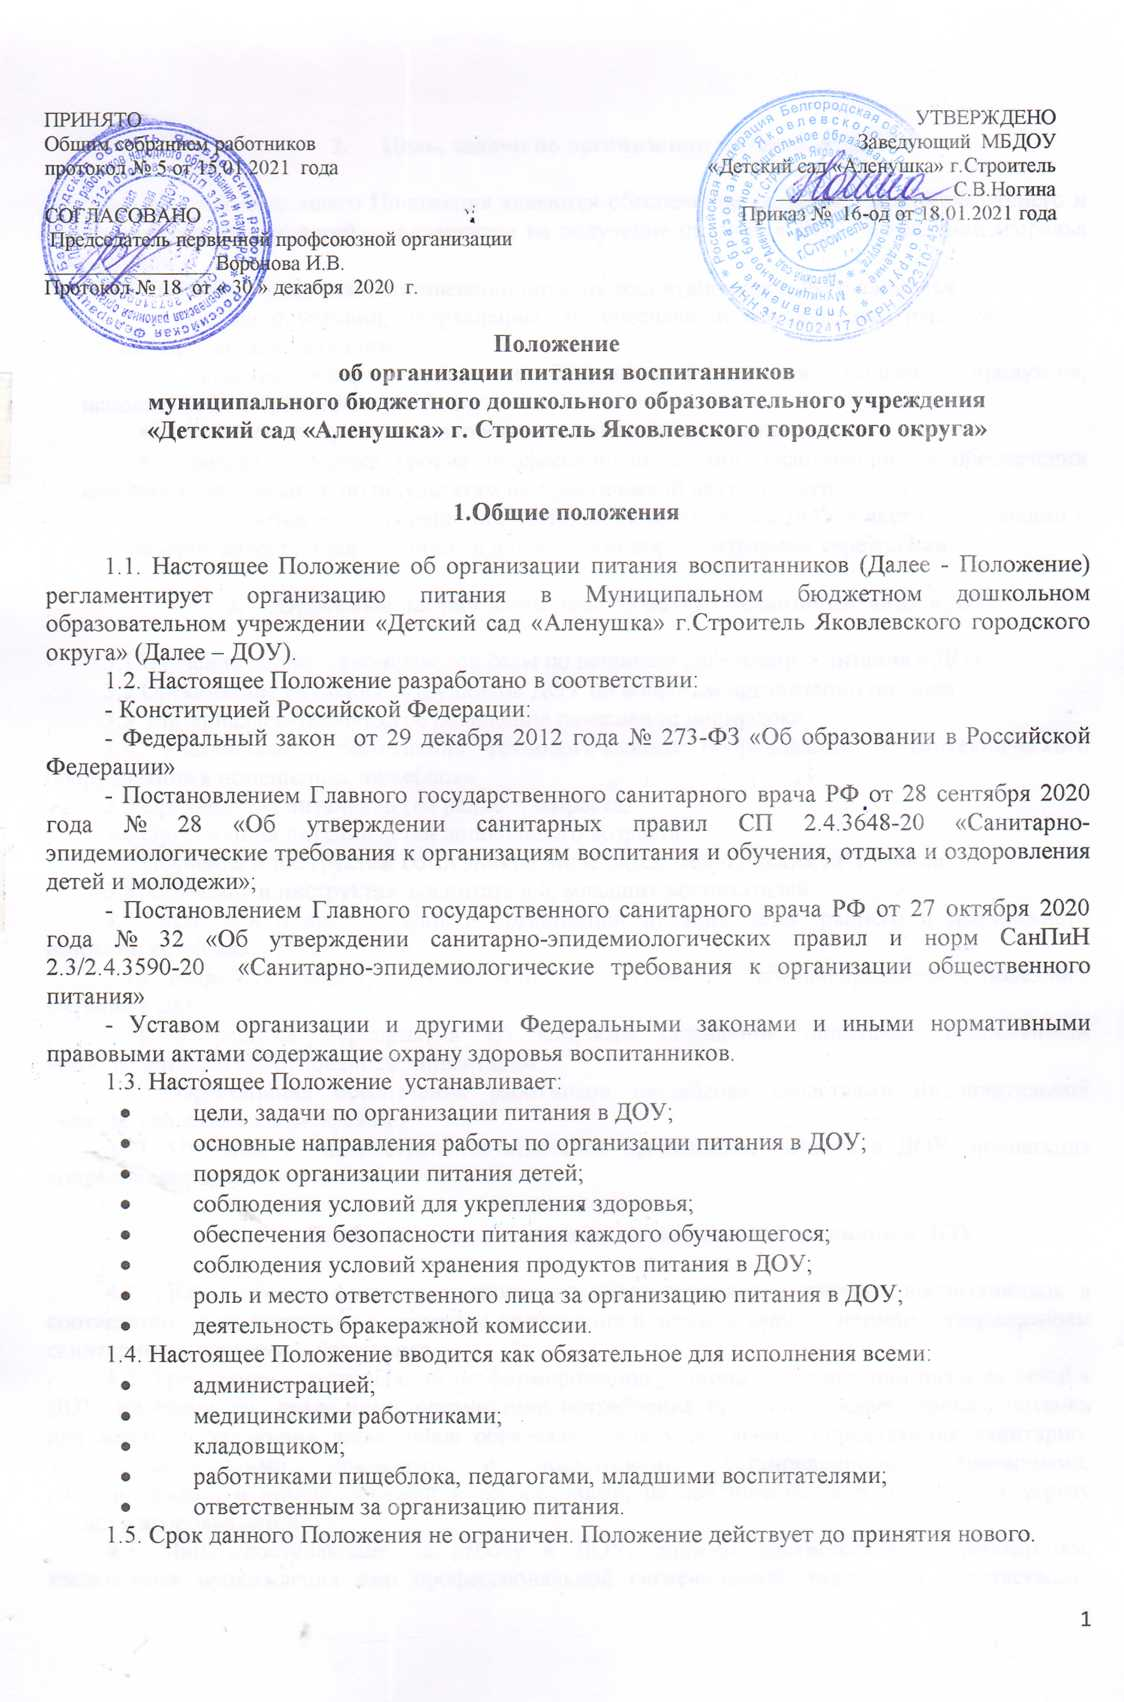 ПРИНЯТО
Общим собранием работников
протокол № 5 от 15.01.2021 года
СОГЛАСОВАНО
Председатель первичной профсоюзной организации
Воронова И.В.
Протокол № 18 от « 30 » декабря 2020 г.
УТВЕРЖДЕНО
Заведующий МБДОУ
«Детский сад «Аленушка» г.Строитель
С.В.Ногина
Приказ № 16-од от 18.01.2021 года
Положение
об организации питания воспитанников
муниципального бюджетного дошкольного образовательного учреждения
«Детский сад «Аленушка» г. Строитель Яковлевского городского округа»
1.Общие положения
1.1. Настоящее Положение об организации питания воспитанников (Далее - Положение)
регламентирует организацию питания в Муниципальном бюджетном дошкольном
образовательном учреждении «Детский сад «Аленушка» г.Строитель Яковлевского городского
округа» (Далее – ДОУ).
1.2. Настоящее Положение разработано в соответствии:
- Конституцией Российской Федерации:
- Федеральный закон от 29 декабря 2012 года № 273-ФЗ «Об образовании в Российской
Федерации»
- Постановлением Главного государственного санитарного врача РФ от 28 сентября 2020
года № 28 «Об утверждении санитарных правил СП 2.4.3648-20 «Санитарно-
эпидемиологические требования к организациям воспитания и обучения, отдыха и оздоровления
детей и молодежи»;
- Постановлением Главного государственного санитарного врача РФ от 27 октября 2020
года № 32 «Об утверждении санитарно-эпидемиологических правил и норм СанПиН
2.3/2.4.3590-20 «Санитарно-эпидемиологические требования к организации общественного
питания»
- Уставом организации и другими Федеральными законами и иными нормативными
правовыми актами содержащие охрану здоровья воспитанников.
1.3. Настоящее Положение устанавливает:
• цели, задачи по организации питания в ДОУ;
• основные направления работы по организации питания в ДОУ;
• порядок организации питания детей;
• соблюдения условий для укрепления здоровья;
• обеспечения безопасности питания каждого обучающегося;
• соблюдения условий хранения продуктов питания в ДОУ;
• роль и место ответственного лица за организацию питания в ДОУ;
• деятельность бракеражной комиссии.
1.4. Настоящее Положение вводится как обязательное для исполнения всеми:
• администрацией;
• медицинскими работниками;
• кладовщиком;
• работниками пищеблока, педагогами, младшими воспитателями;
• ответственным за организацию питания.
1.5. Срок данного Положения не ограничен. Положение действует до принятия нового.
1